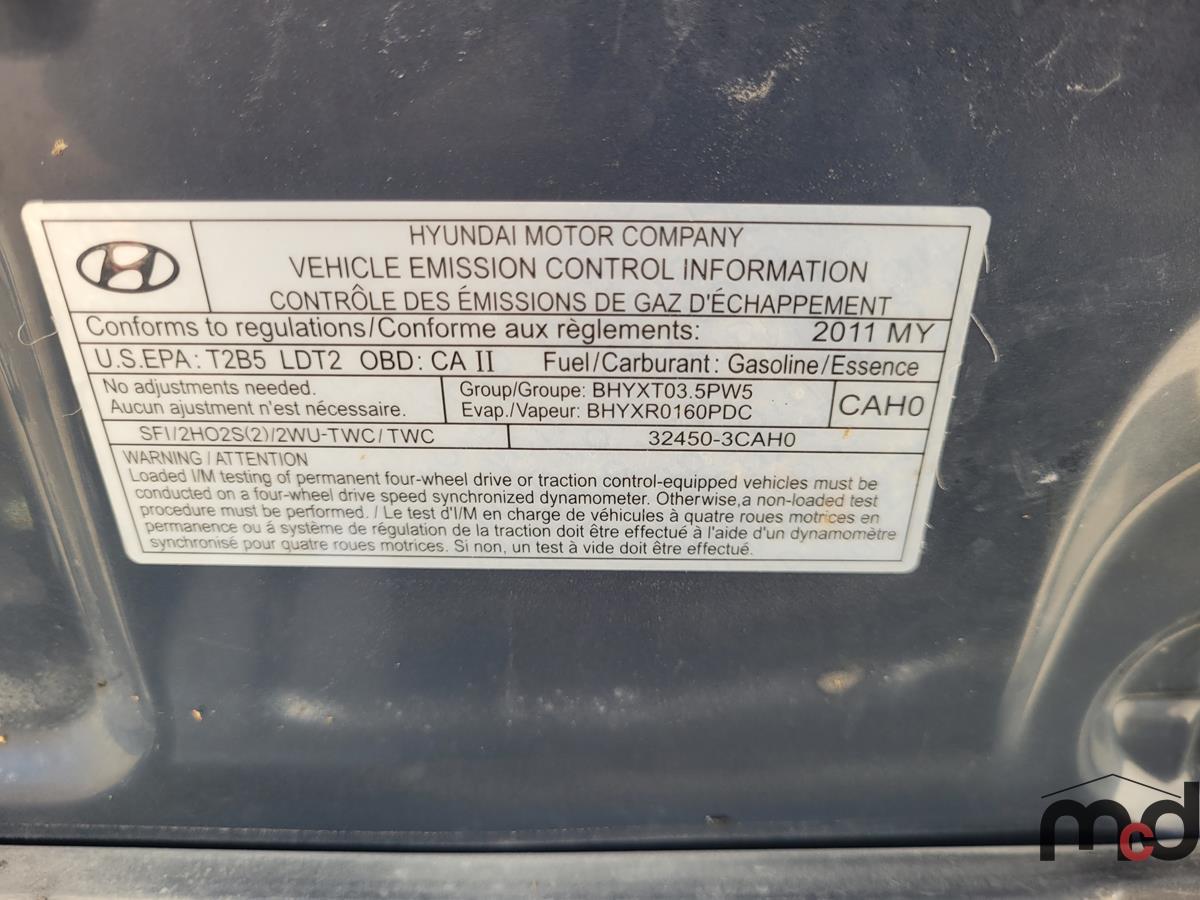 HYUNDAI MOTOR COMPANY
VEHICLE EMISSION CONTROL INFORMATION
CONTRÔLE DES ÉMISSIONS DE GAZ D'ÉCHAPPEMENT
Conforms to regulations/Conforme aux règlements: 2011 MY
U.S.EPA: T2B5 LDT2 OBD: CA II Fuel/Carburant: Gasoline/Essence
No adjustments needed.
Aucun ajustment n'est nécessaire.
Group/Groupe: BHYXT03.5PW5
Evap./Vapeur: BHYXR0160PDC
CAH0
SFI/2HO2S(2)/2WU-TWC/TWC
32450-3CAH0
WARNING/ATTENTION
Loaded I/M testing of permanent four-wheel drive or traction control-equipped vehicles must be
conducted on a four-wheel drive speed synchronized dynamometer. Otherwise,a non-loaded test
procedure must be performed. / Le test d'I/M en charge de véhicules à quatre roues motrices en
permanence ou á système de régulation de la traction doit être effectué à l'aide d'un dynamomètre
synchronisé pour quatre roues motrices. Si non, un test à vide doit être effectué.
mcd